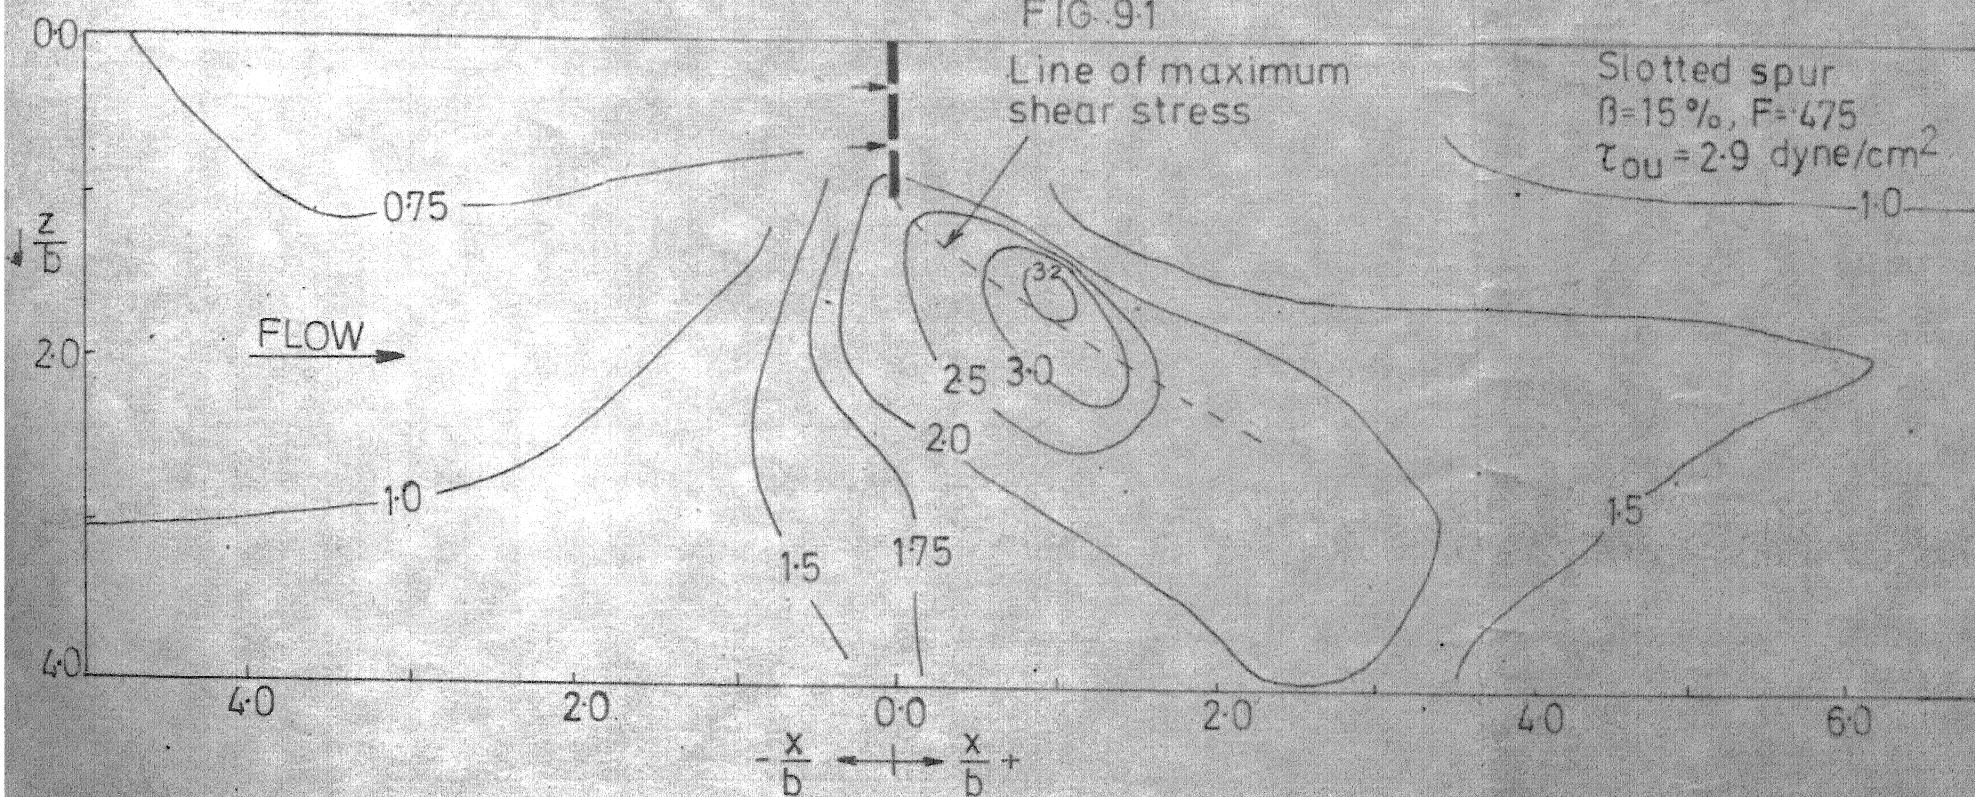 FIG. 9.1
0.0
Line of maximum
shear stress
Slotted spur
β=15%, F=.475
τou = 2.9 dyne/cm2
0.75
1.0
z
b
3.2
FLOW
2.0
2.5
3.0
2.0
1.0
1.5
1.75
1.5
4.0
4.0
2.0
0.0
2.0
4.0
6.0
- x
b
x +
b